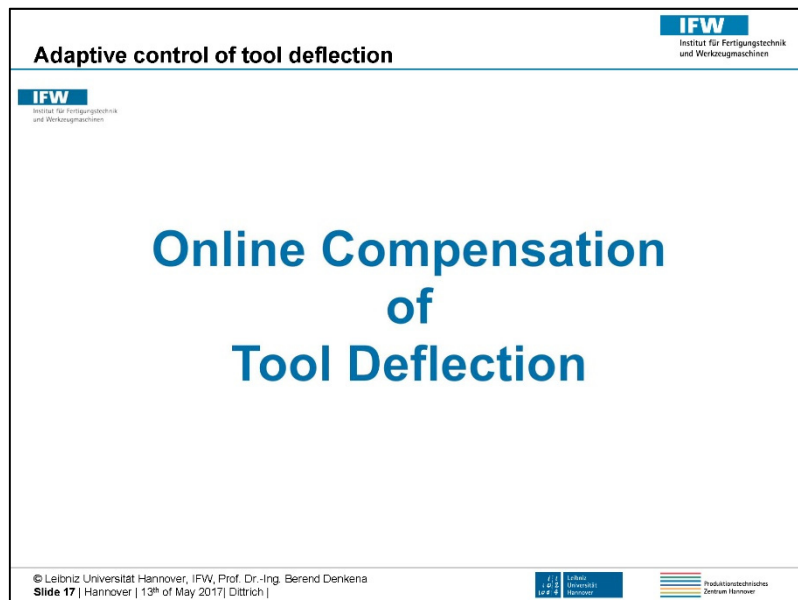 Adaptive control of tool deflection
IFW
Institut für Fertigungstechnik
und Werkzeugmaschinen
IFW
Institut für Fertigungstechnik
und Werkzeugmaschinen
Online Compensation
of
Tool Deflection
© Leibniz Universität Hannover, IFW, Prof. Dr.-Ing. Berend Denkena
Slide 17 | Hannover | 13th of May 2017| Dittrich |
Leibniz
Universität
Hannover
Produktionstechnisches
Zentrum Hannover